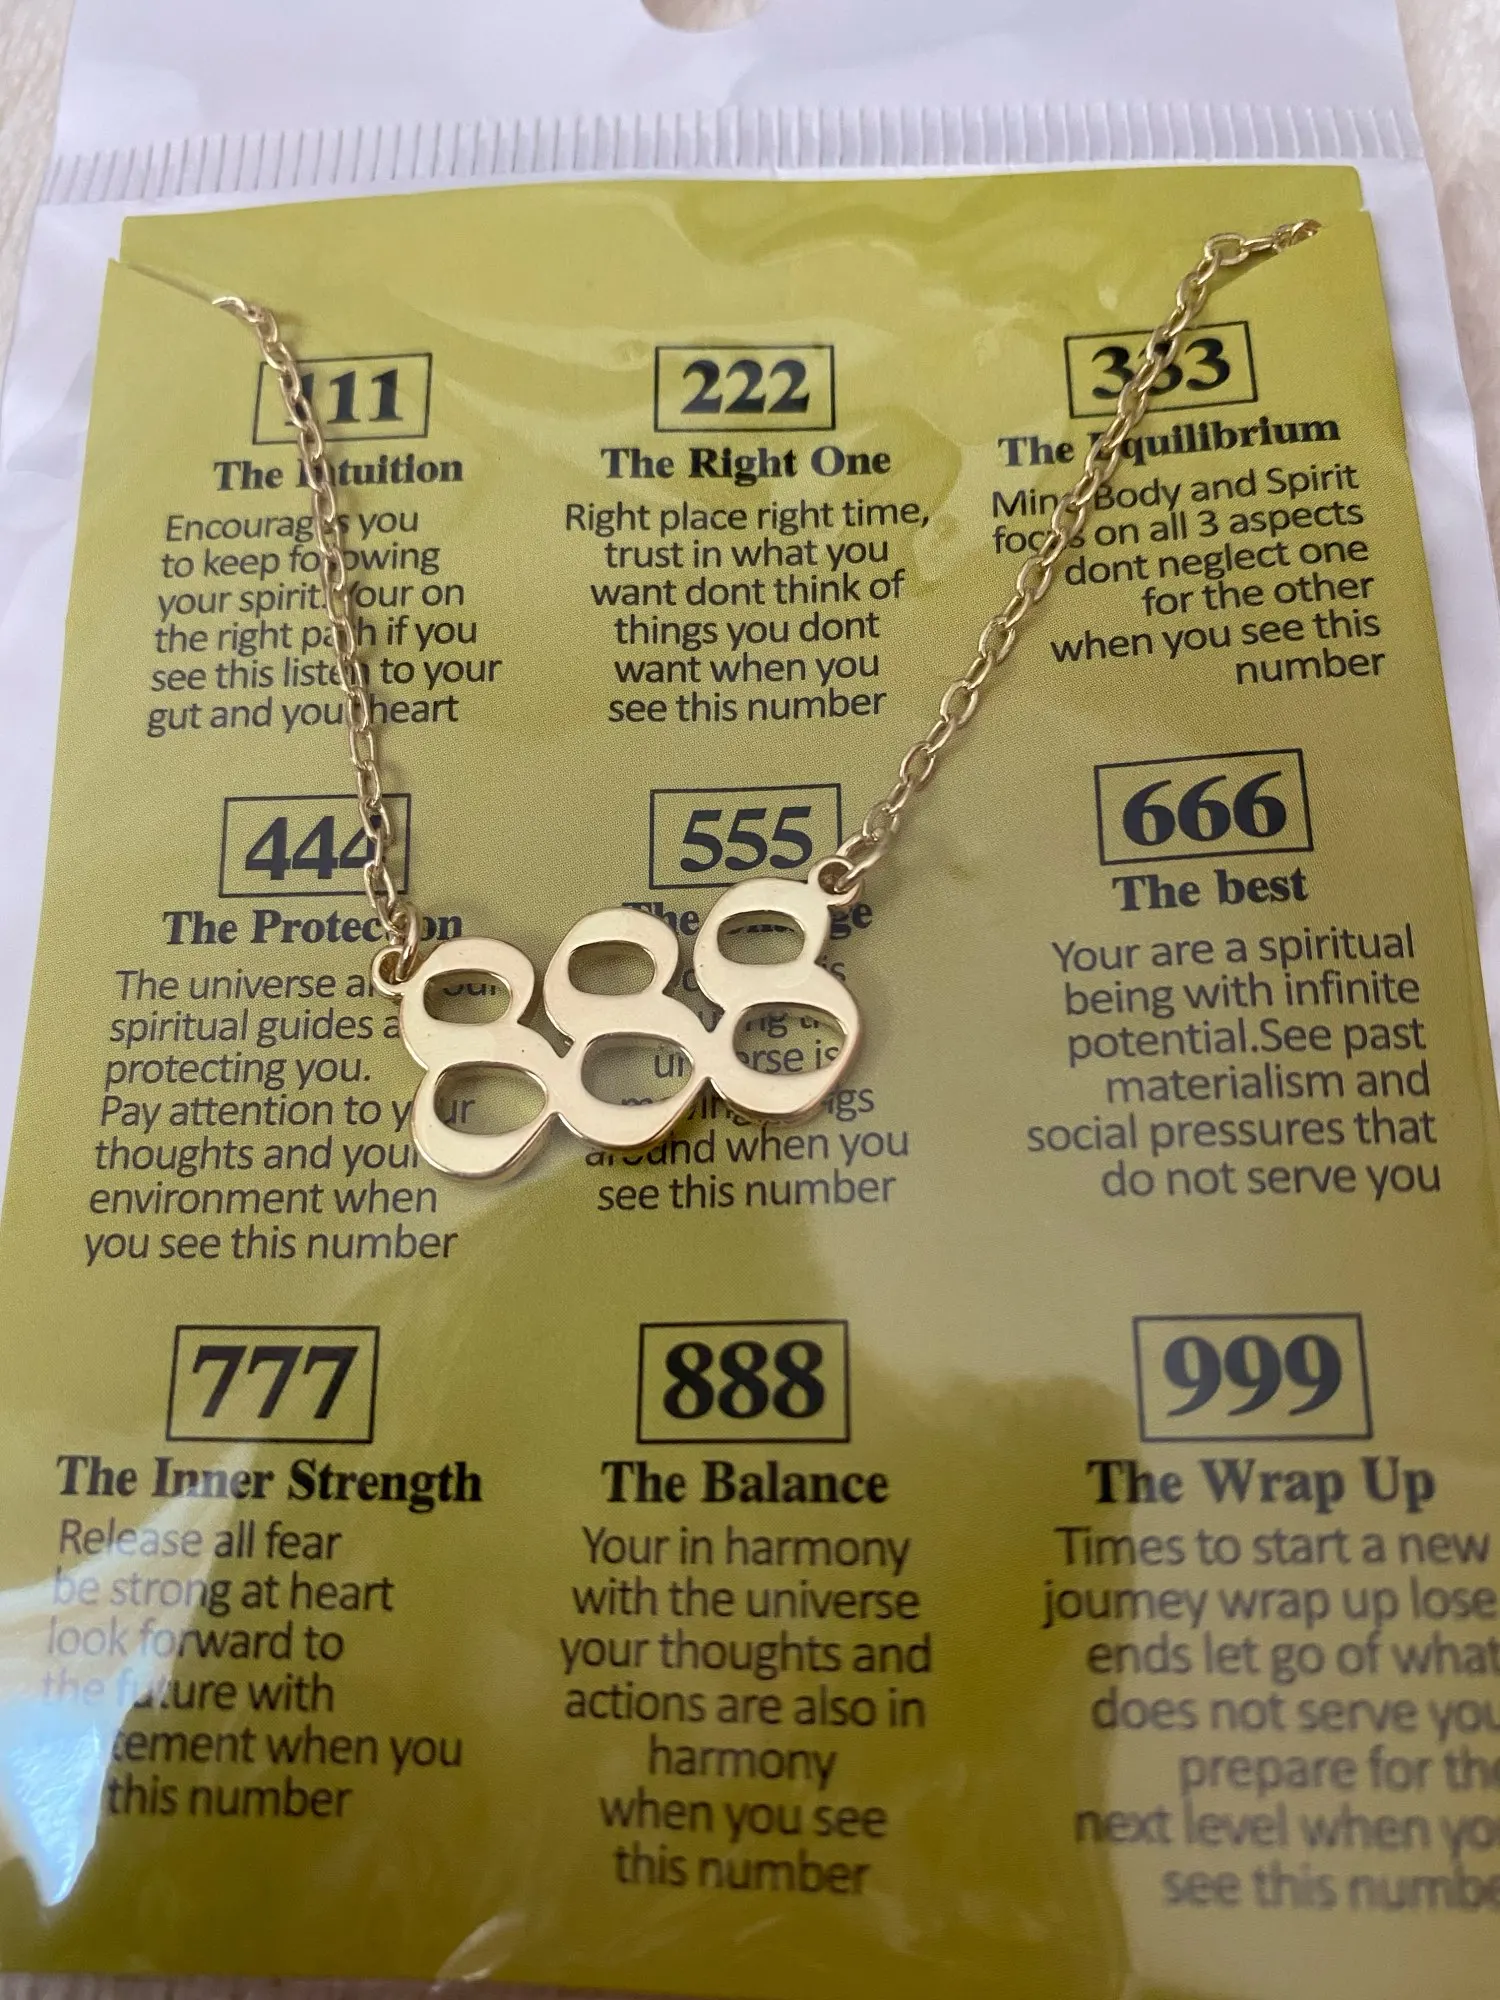 111
The Intuition
Encourages you
to keep following
your spirit. Your on
the right path if you
see this listen to your
gut and your heart
222
The Right One
Right place right time,
trust in what you
want dont think of
things you dont
want when you
see this number
333
The Equilibrium
Mind Body and Spirit
focus on all 3 aspects
dont neglect one
for the other
when you see this
number
444
The Protection
The universe and your
spiritual guides are
protecting you.
Pay attention to your
thoughts and your
environment when
you see this number
555
The
is
universe is
things
around when you
see this number
666
The best
Your are a spiritual
being with infinite
potential.See past
materialism and
social pressures that
do not serve you
888
777
The Inner Strength
Release all fear
be strong at heart
look forward to
the future with
when you
this number
888
The Balance
Your in harmony
with the universe
your thoughts and
actions are also in
harmony
when you see
this number
999
The Wrap Up
Times to start a new
journey wrap up lose
ends let go of what
does not serve you
prepare for the
next level when you
see this number